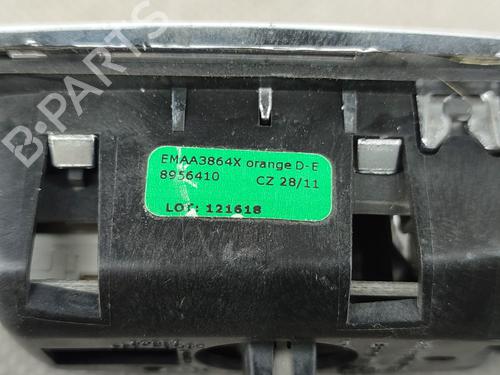 B-PARTS
EMAA3864X orange D-E
8956410 CZ 28/11
LOT: 121618